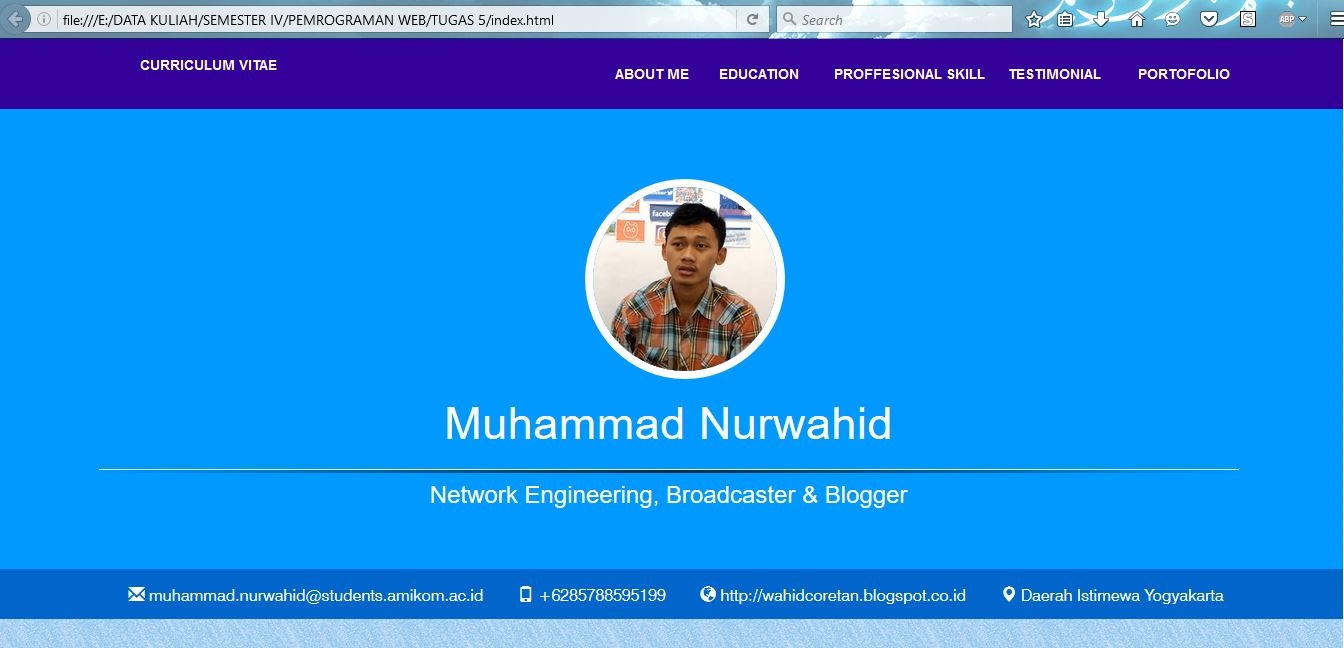 file:///E:/DATA KULIAH/SEMESTER IV/PEMROGRAMAN WEB/TUGAS 5/index.html
Search
ABP
CURRICULUM VITAE
ABOUT ME EDUCATION PROFFESIONAL SKILL TESTIMONIAL PORTOFOLIO
Muhammad Nurwahid
Network Engineering, Broadcaster & Blogger
muhammad.nurwahid@students.amikom.ac.id +6285788595199 http://wahidcoretan.blogspot.co.id Daerah Istimewa Yogyakarta